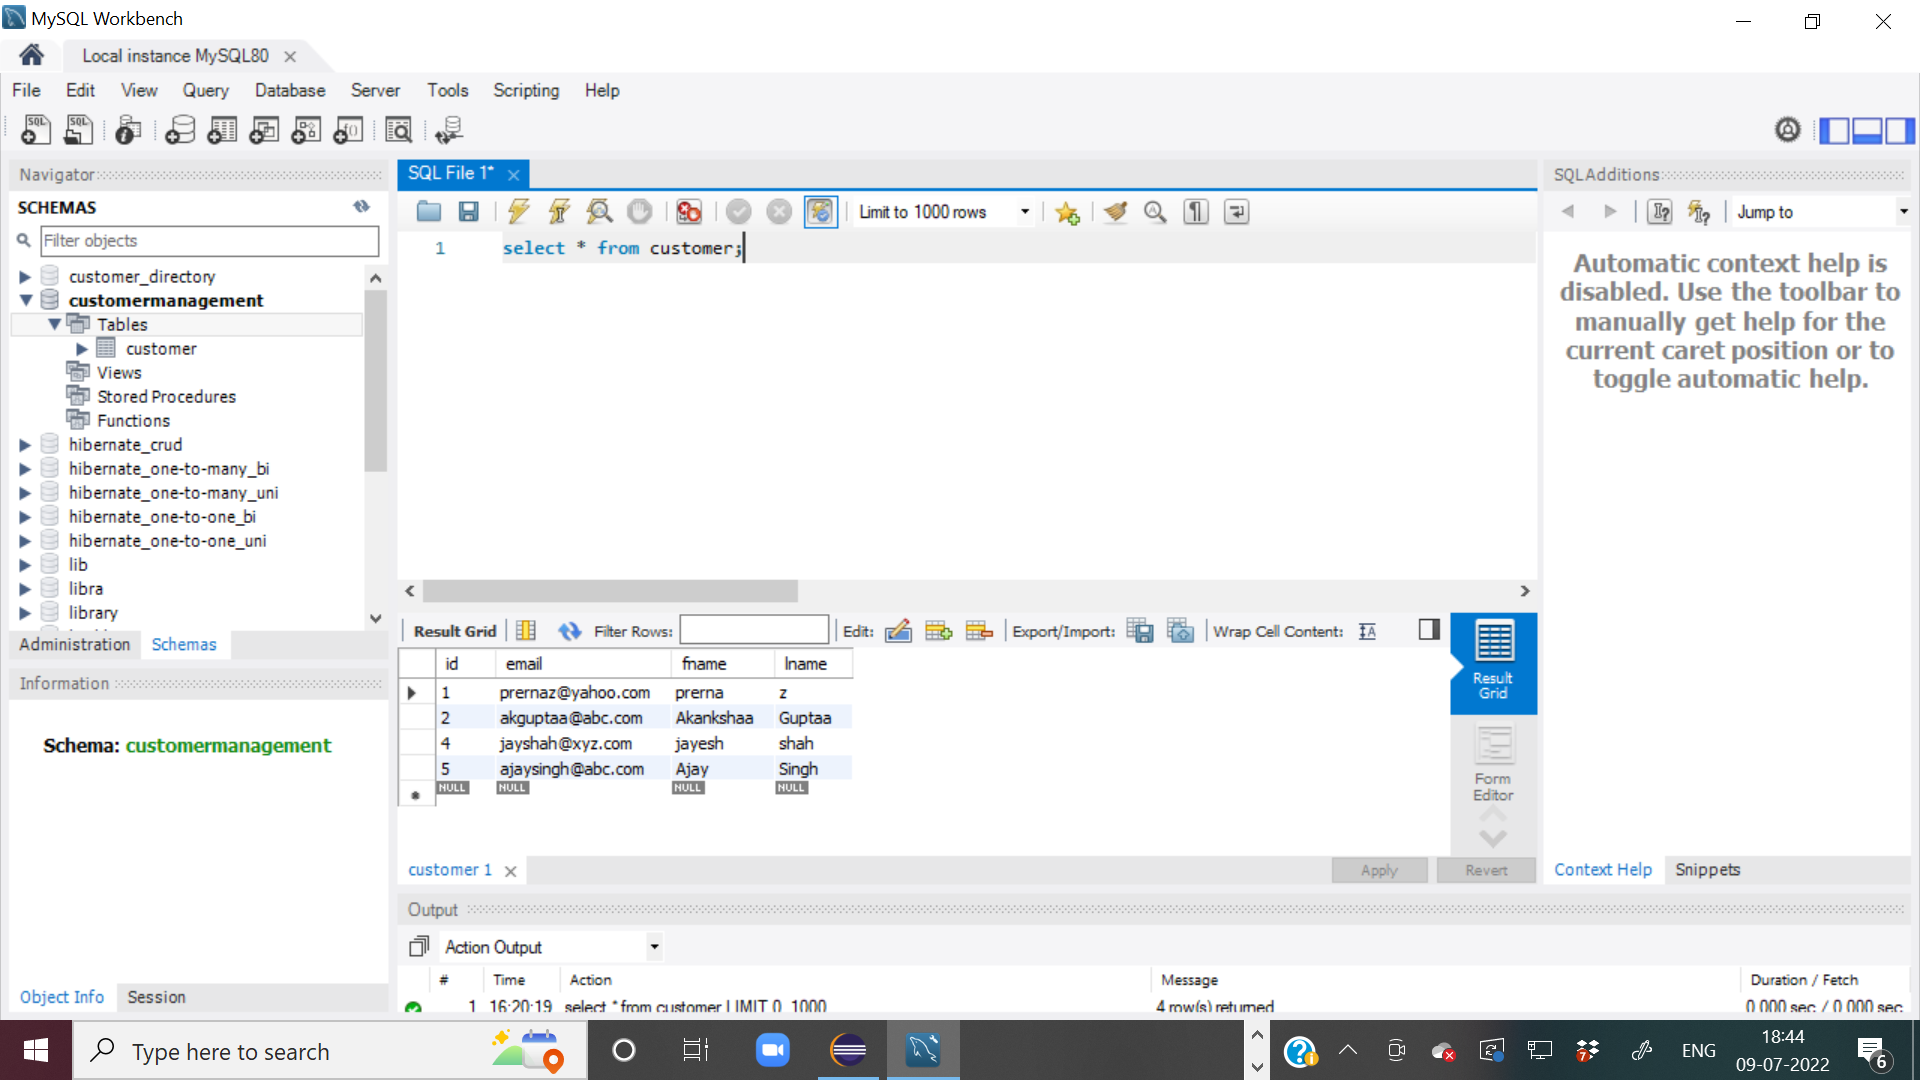 MySQL Workbench
Local instance MySQL80
File Edit View Query Database Server Tools Scripting Help
Navigator
SCHEMAS
Filter objects
customer_directory
customermanagement
Tables
customer
Views
Stored Procedures
Functions
hibernate_crud
hibernate_one-to-many_bi
hibernate_one-to-many_uni
hibernate_one-to-one_bi
hibernate_one-to-one_uni
lib
libra
library
Administration Schemas
Information
Schema: customermanagement
Object Info Session
SQL File 1*
Limit to 1000 rows
1 select * from customer;
Result Grid Filter Rows: Edit: Export/Import: Wrap Cell Content:
id email fname lname
1 prernaz@yahoo.com prerna z
2 akguptaa@abc.com Akankshaa Guptaa
4 jayshah@xyz.com jayesh shah
5 ajaysingh@abc.com Ajay Singh
NULL NULL NULL NULL
Result
Grid
Form
Editor
customer 1
Apply Revert
Output
Action Output
# Time Action Message Duration / Fetch
1 16:20:19 select * from customer LIMIT 0, 1000 4 row(s) returned 0.000 sec / 0.000 sec
SQLAdditions
Jump to
Automatic context help is
disabled. Use the toolbar to
manually get help for the
current caret position or to
toggle automatic help.
Context Help Snippets
Type here to search
ENG
18:44
09-07-2022
6